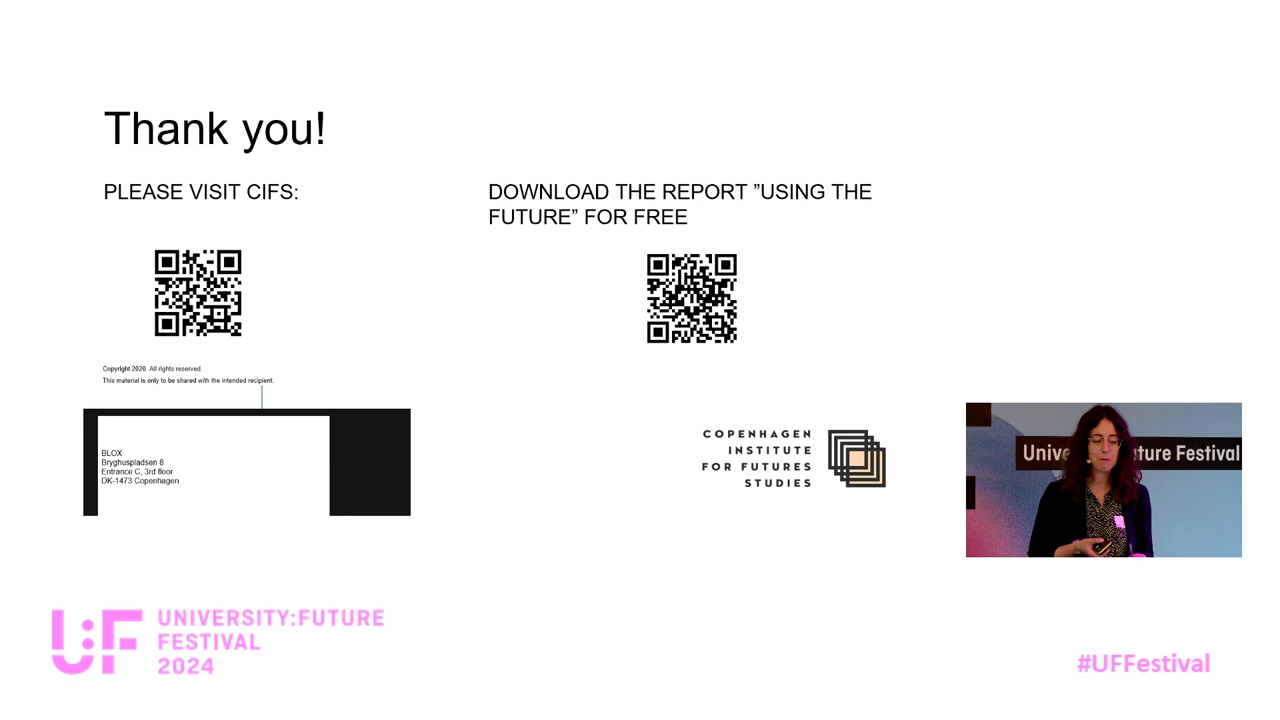 Thank you!
PLEASE VISIT CIFS:
DOWNLOAD THE REPORT ”USING THE
FUTURE” FOR FREE
Copyright 2020. All rights reserved.
This material is only to be shared with the intended recipient.
BLOX
Bryghuspladsen 8
Entrance C, 3rd floor
DK-1473 Copenhagen
COPENHAGEN
INSTITUTE
FOR FUTURES
STUDIES
Unive ture Festival
U:F
UNIVERSITY:FUTURE
FESTIVAL
2024
#UFFestival